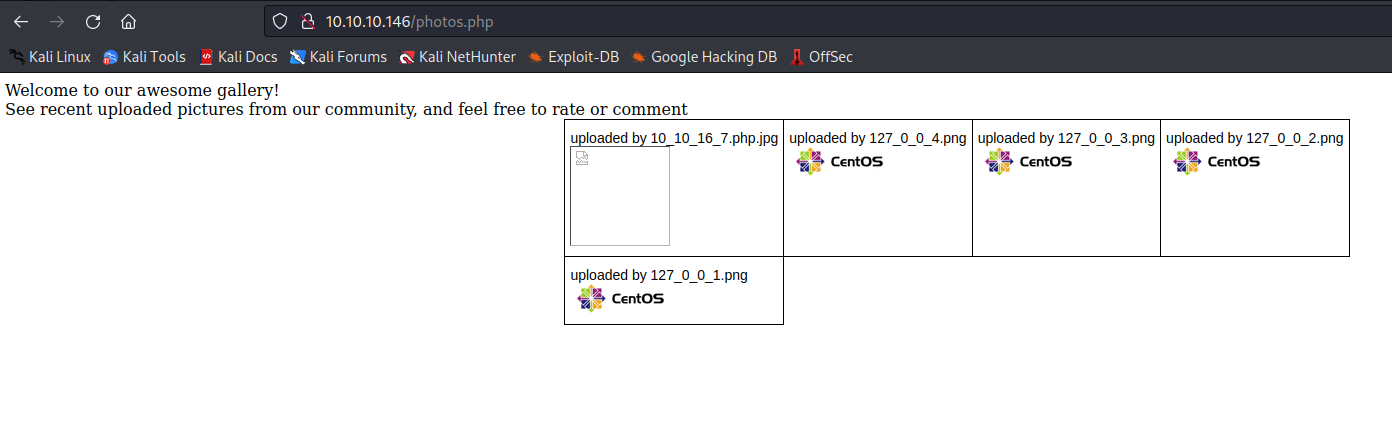 10.10.10.146/photos.php
Kali Linux Kali Tools Kali Docs Kali Forums Kali NetHunter Exploit-DB Google Hacking DB OffSec
Welcome to our awesome gallery!
See recent uploaded pictures from our community, and feel free to rate or comment
uploaded by 10_10_16_7.php.jpg uploaded by 127_0_0_4.png uploaded by 127_0_0_3.png uploaded by 127_0_0_2.png
CentOS CentOS CentOS
uploaded by 127_0_0_1.png
CentOS